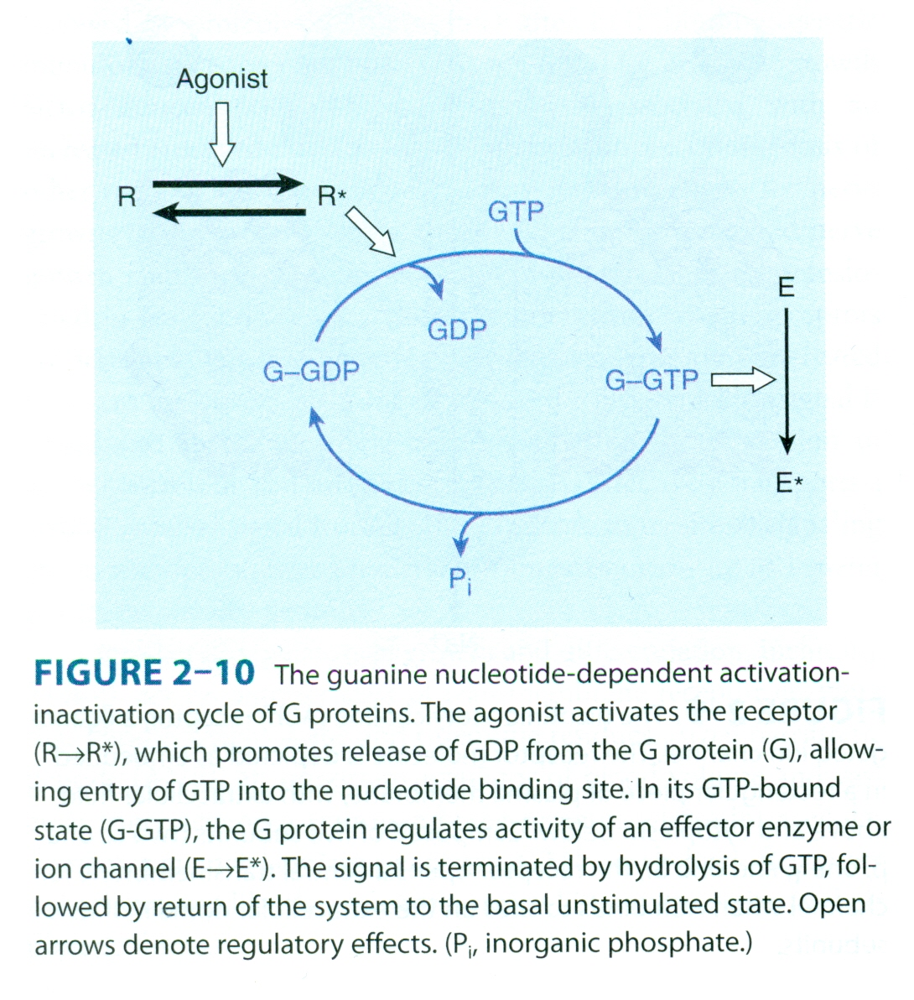 Agonist
R
R*
GTP
GDP
E
G–GDP
G–GTP
E*
Pi
FIGURE 2–10 The guanine nucleotide-dependent activation-
inactivation cycle of G proteins. The agonist activates the receptor
(R→R*), which promotes release of GDP from the G protein (G), allow-
ing entry of GTP into the nucleotide binding site. In its GTP-bound
state (G-GTP), the G protein regulates activity of an effector enzyme or
ion channel (E→E*). The signal is terminated by hydrolysis of GTP, fol-
lowed by return of the system to the basal unstimulated state. Open
arrows denote regulatory effects. (Pi, inorganic phosphate.)